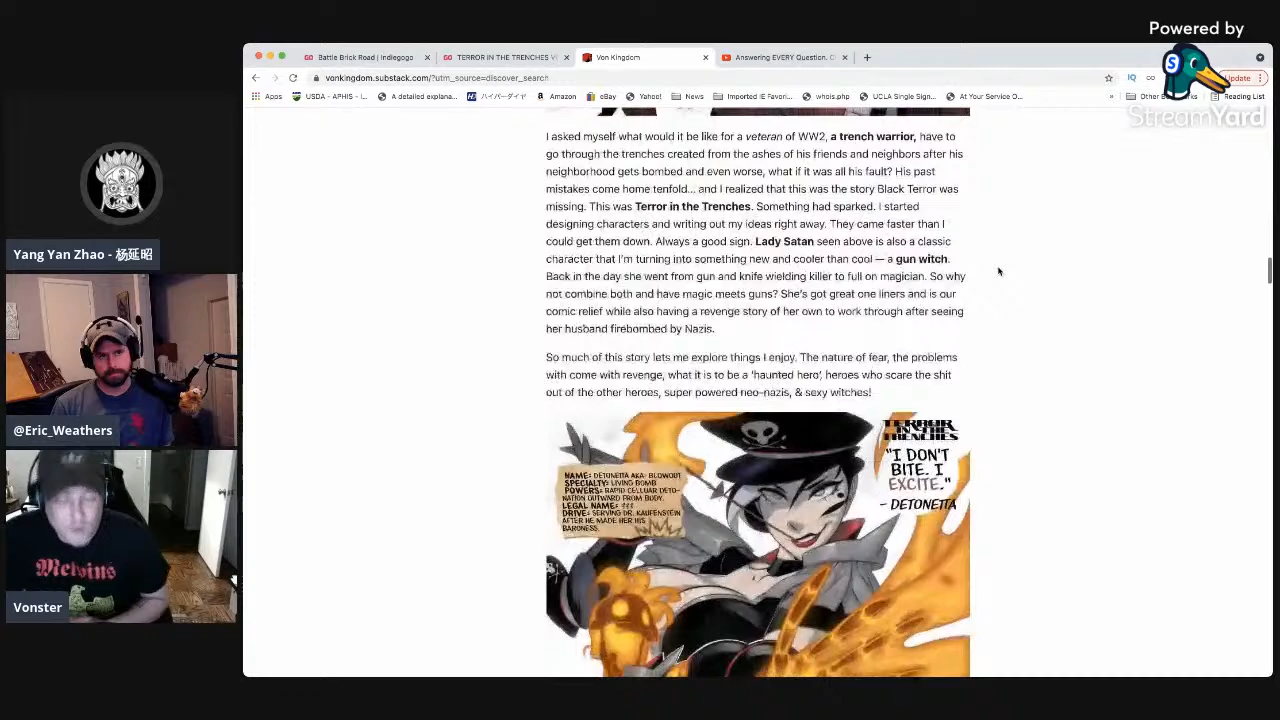 Powered by
StreamYard
Battle Brick Road | Indiegogo
TERROR IN THE TRENCHES V
Von Kingdom
Answering EVERY Question. C
vonkingdom.substack.com/?utm_source=discover_search
Update
Apps
USDA - APHIS - I...
A detailed explana...
ハイパーダイヤ
Amazon
eBay
Yahoo!
News
Imported IE Favori...
whois.php
UCLA Single Sign...
At Your Service O...
Reading List
I asked myself what would it be like for a veteran of WW2, a trench warrior, have to
go through the trenches created from the ashes of his friends and neighbors after his
neighborhood gets bombed and even worse, what if it was all his fault? His past
mistakes come home tenfold... and I realized that this was the story Black Terror was
missing. This was Terror in the Trenches. Something had sparked. I started
designing characters and writing out my ideas right away. They came faster than I
could get them down. Always a good sign. Lady Satan seen above is also a classic
character that I'm turning into something new and cooler than cool — a gun witch.
Back in the day she went from gun and knife wielding killer to full on magician. So why
not combine both and have magic meets guns? She's got great one liners and is our
comic relief while also having a revenge story of her own to work through after seeing
her husband firebombed by Nazis.
So much of this story lets me explore things I enjoy. The nature of fear, the problems
with come with revenge, what it is to be a 'haunted hero', heroes who scare the shit
out of the other heroes, super powered neo-nazis, & sexy witches!
NAME: DETONETTA AKA- BLOWOUT
SPECIALTY: LIVING BOMB
POWERS: RAPID CELLULAR DETO-
NATION OUTWARD FROM BODY.
LEGAL NAME: ???
DRIVE: SERVING DR. KAUFENSTEIN
AFTER HE MADE HER HIS
BARONESS.
TERROR
IN THE
TRENCHES
"I DON'T
BITE. I
EXCITE."
- DETONETTA
Yang Yan Zhao - 杨延昭
@Eric_Weathers
Melvins
Vonster